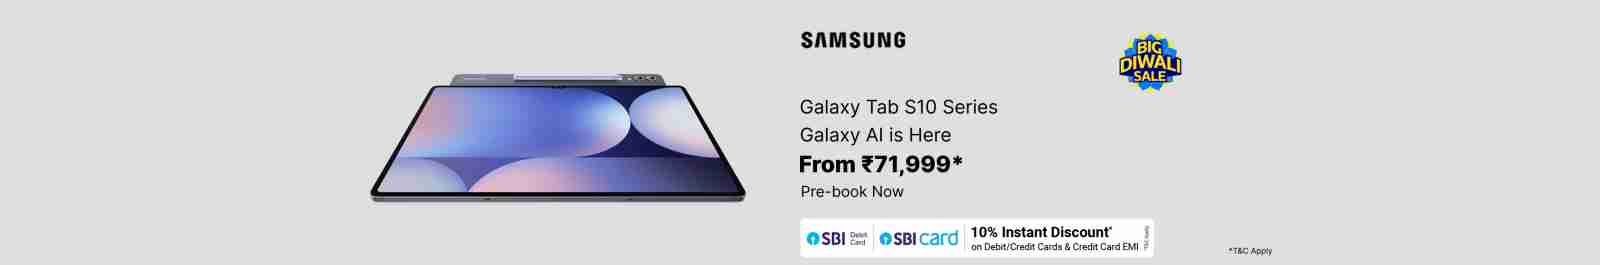 SAMSUNG
BIG
DIWALI
SALE
Galaxy Tab S10 Series
Galaxy AI is Here
From ₹71,999*
Pre-book Now
SBI Debit Card
SBI card
10% Instant Discount*
on Debit/Credit Cards & Credit Card EMI
*T&C Apply
*T&C Apply